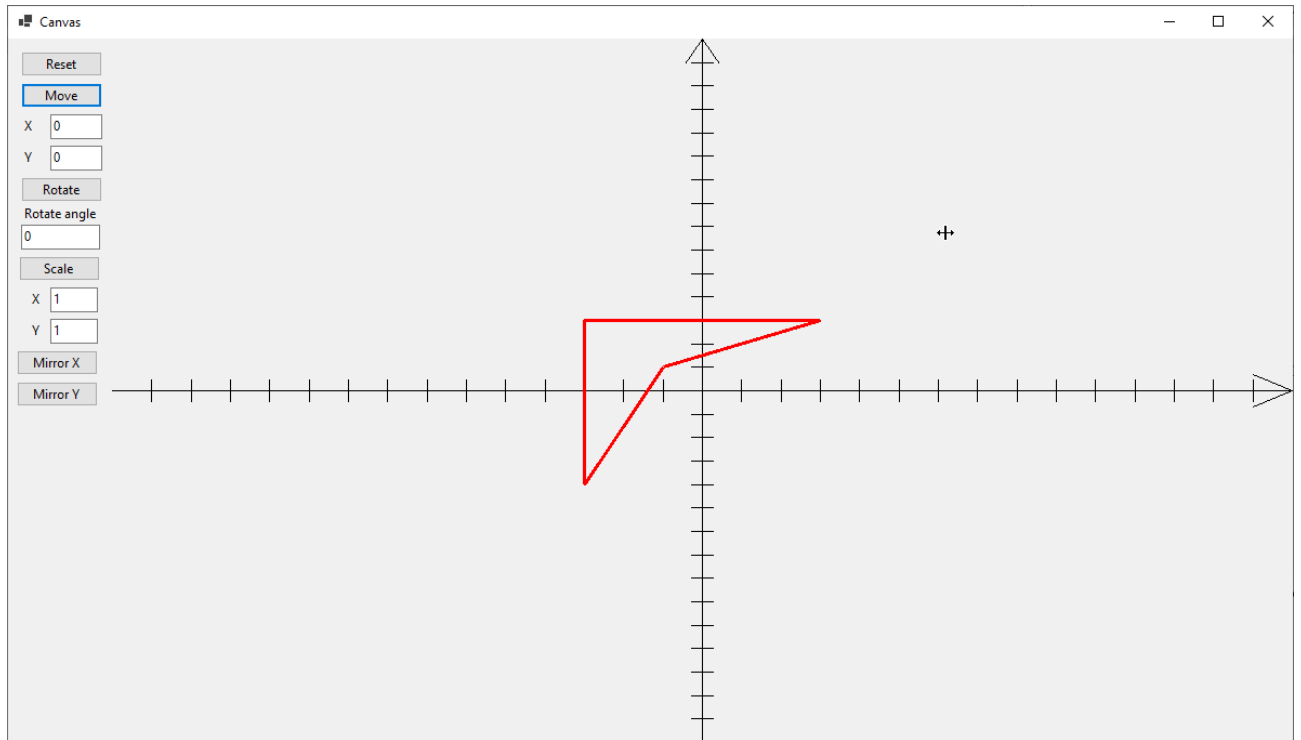 Canvas
Reset
Move
X 0
Y 0
Rotate
Rotate angle
0
Scale
X 1
Y 1
Mirror X
Mirror Y